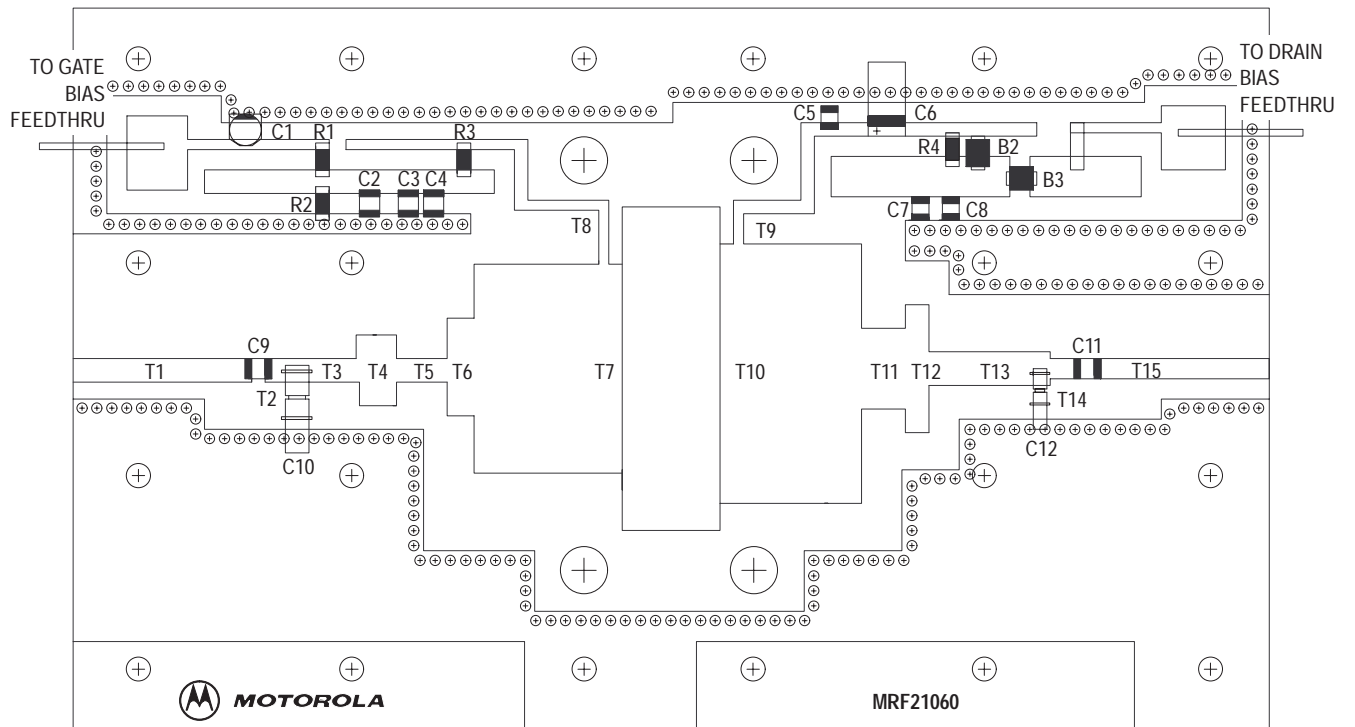 TO GATE
BIAS
FEEDTHRU
TO DRAIN
BIAS
FEEDTHRU
C1
R1
R3
C5
C6
+
R4
B2
B3
R2
C2
C3
C4
C7
C8
T8
T9
C9
T1
T2
T3
T4
T5
T6
T7
T10
T11
T12
T13
C11
T15
T14
C10
C12
MOTOROLA
MRF21060